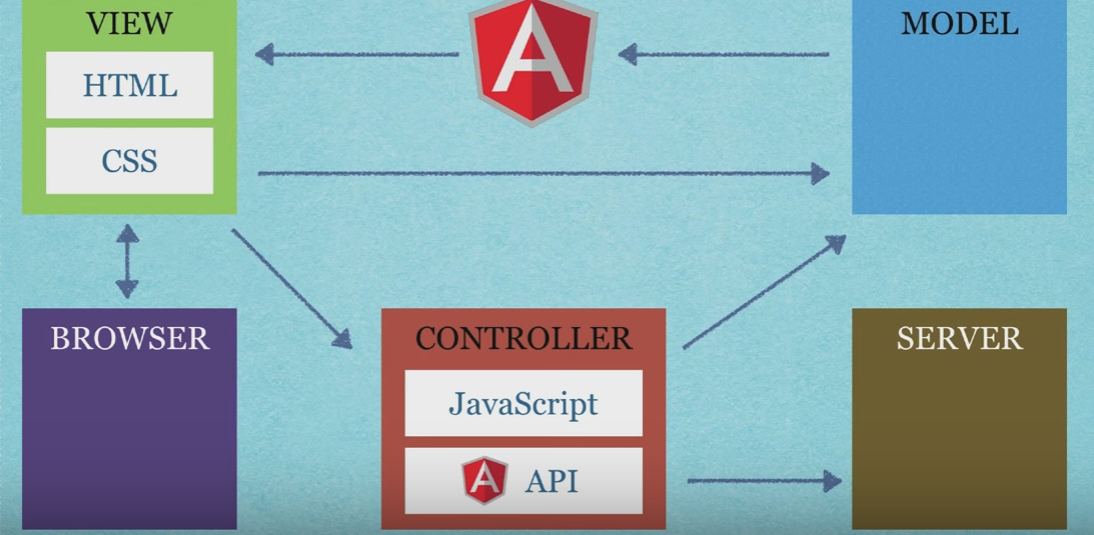 VIEW
MODEL
HTML
CSS
BROWSER
CONTROLLER
SERVER
JavaScript
API